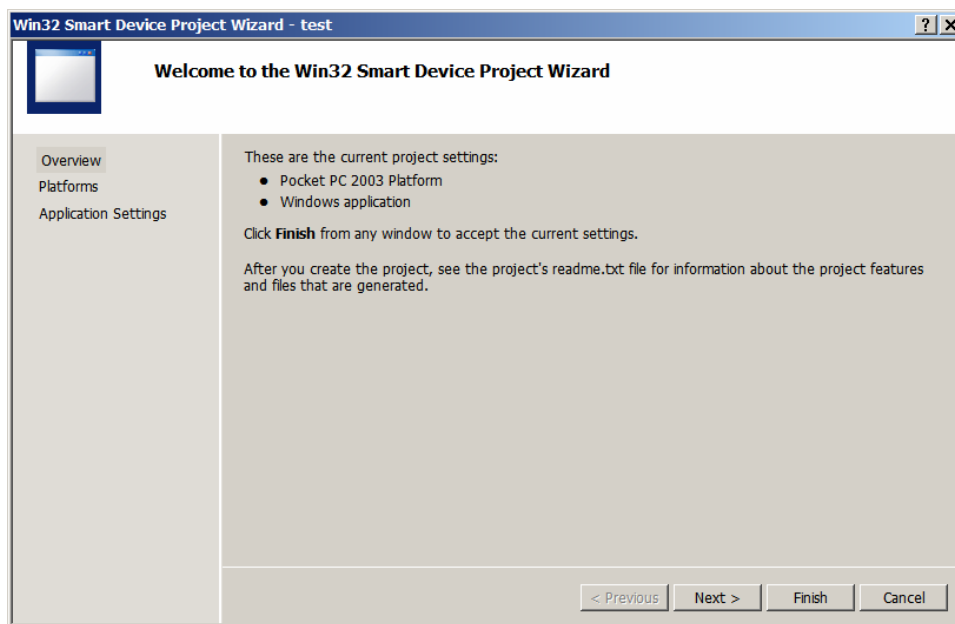 Win32 Smart Device Project Wizard - test
Welcome to the Win32 Smart Device Project Wizard
Overview
Platforms
Application Settings
These are the current project settings:
Pocket PC 2003 Platform
Windows application
Click Finish from any window to accept the current settings.
After you create the project, see the project's readme.txt file for information about the project features
and files that are generated.
< Previous Next > Finish Cancel